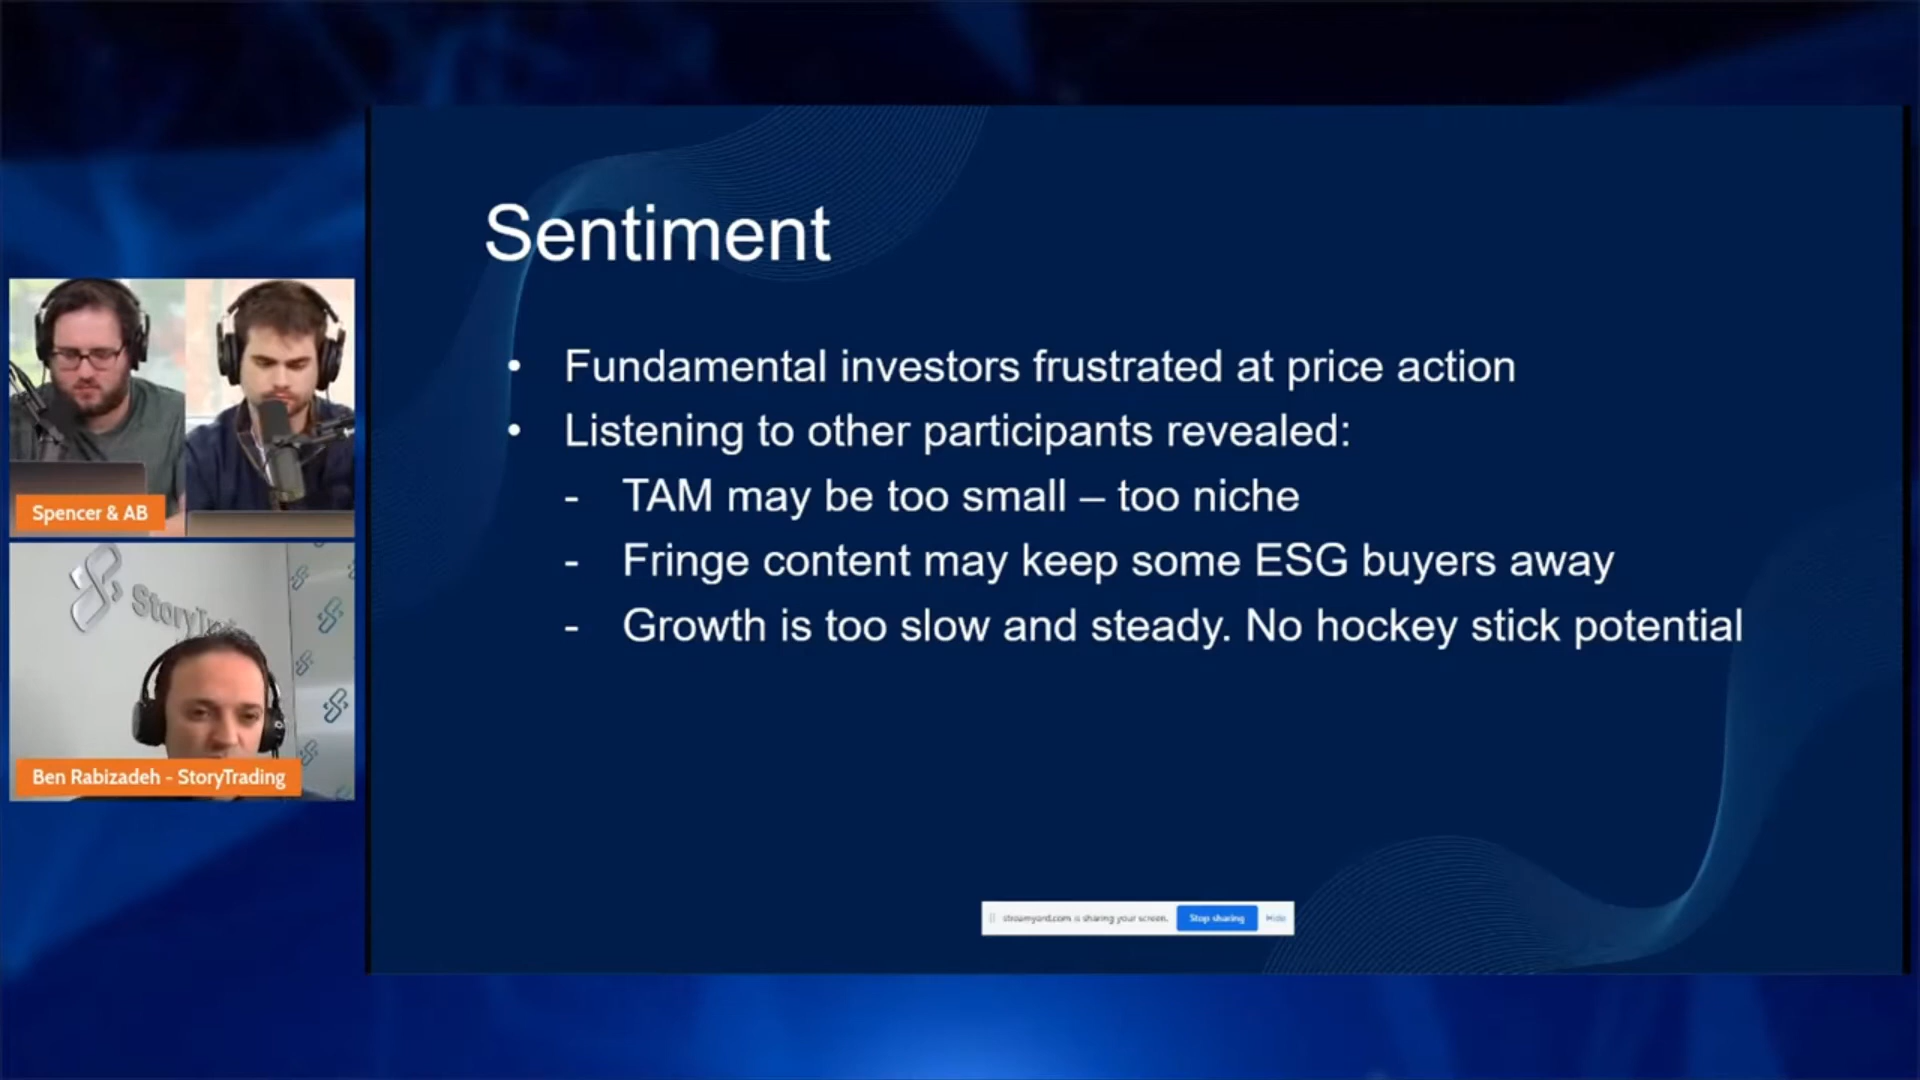 Sentiment
• Fundamental investors frustrated at price action
• Listening to other participants revealed:
- TAM may be too small – too niche
- Fringe content may keep some ESG buyers away
- Growth is too slow and steady. No hockey stick potential
Spencer & AB
StoryTrad
Ben Rabizadeh - StoryTrading
streamyard.com is sharing your screen. Stop sharing Hide